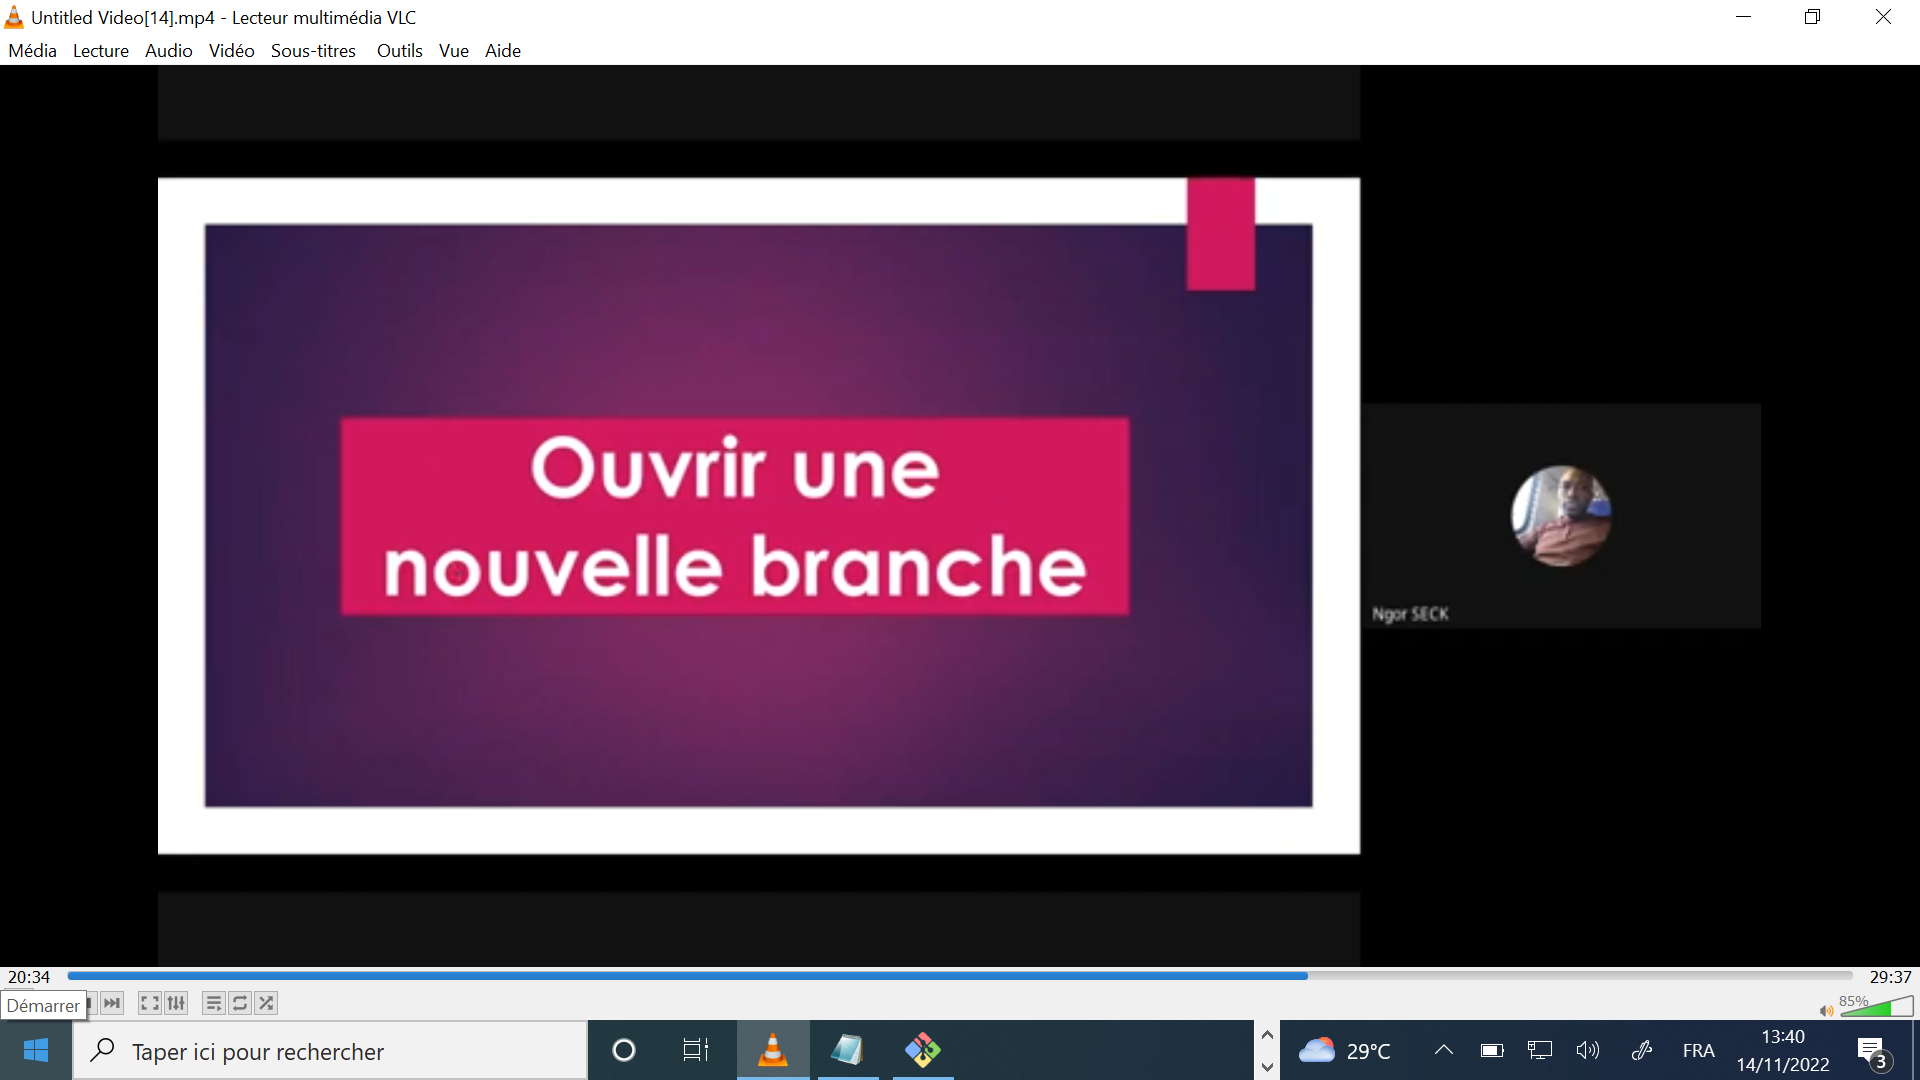 Untitled Video[14].mp4 - Lecteur multimédia VLC
Média Lecture Audio Vidéo Sous-titres Outils Vue Aide
Ouvrir une
nouvelle branche
Ngor SECK
20:34
29:37
Démarrer
85%
Taper ici pour rechercher
29°C
FRA
13:40
14/11/2022
3